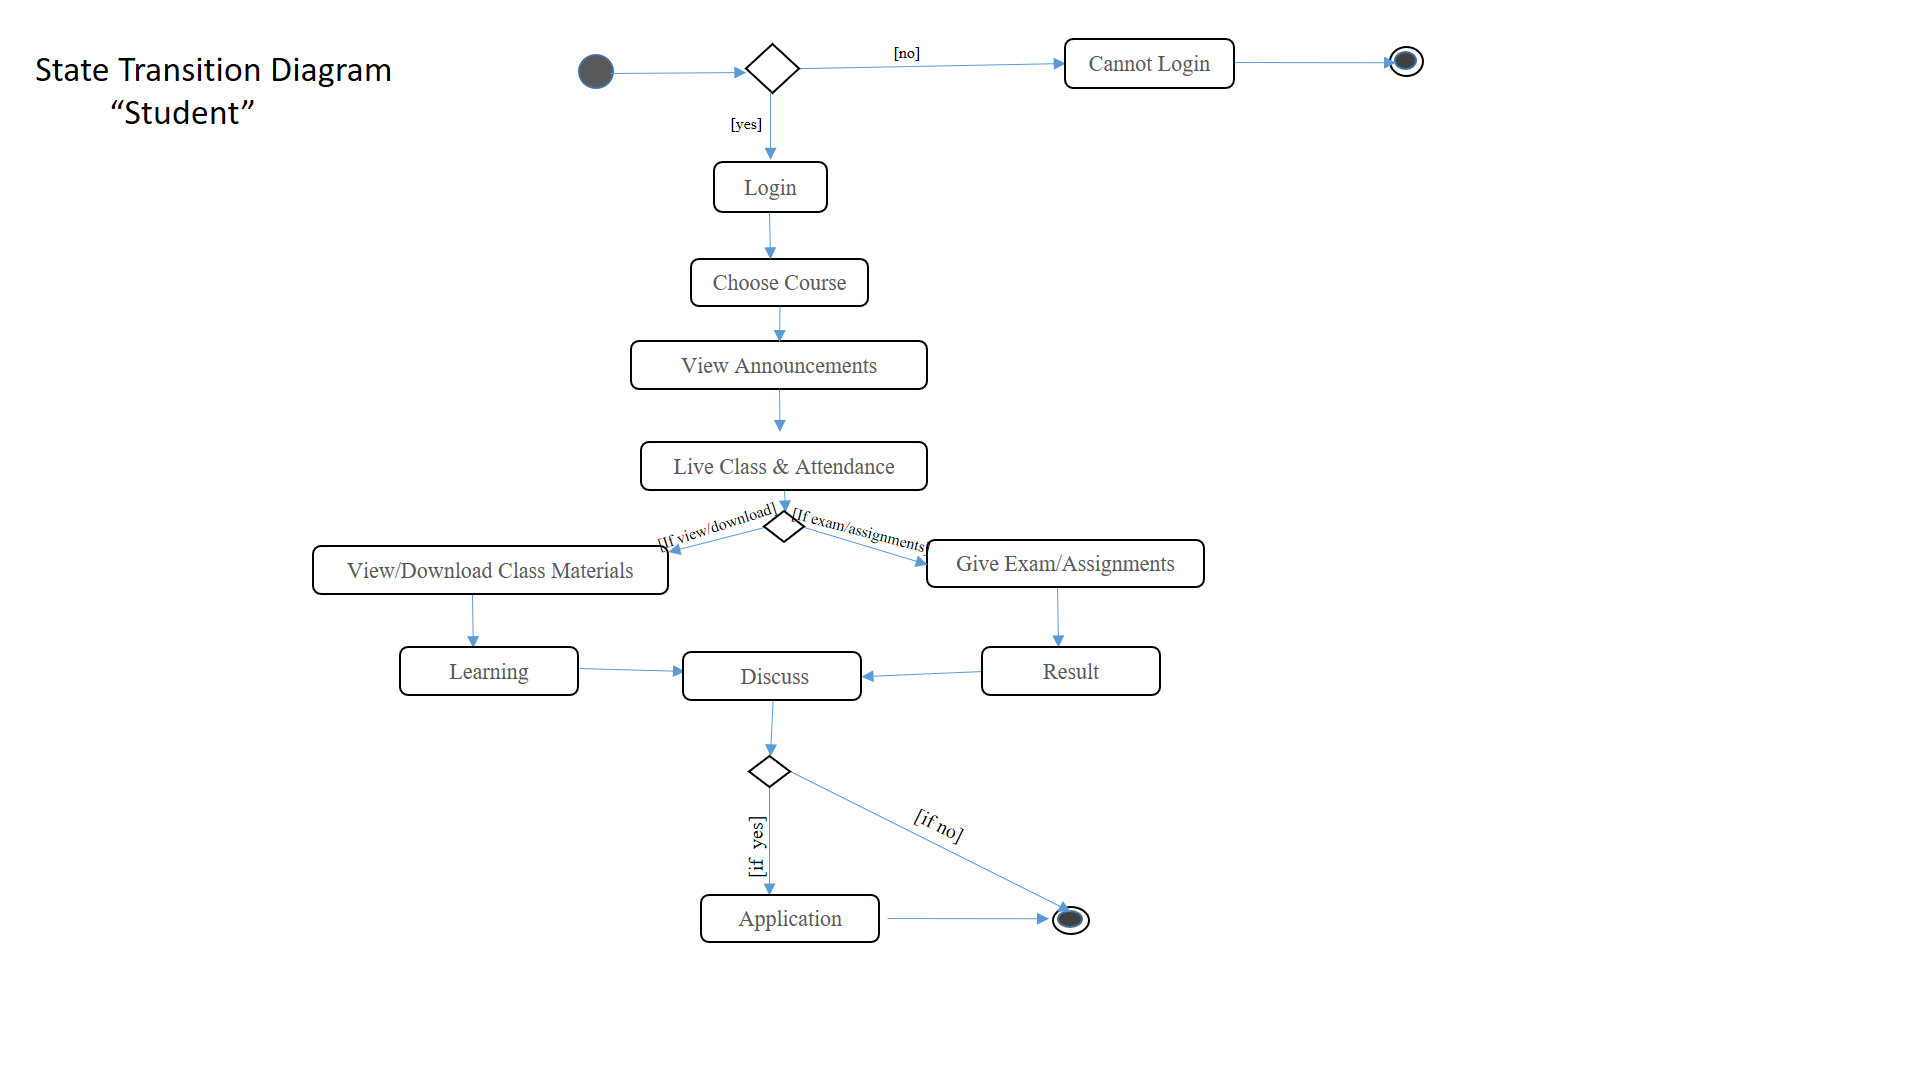 State Transition Diagram
“Student”
[no]
Cannot Login
[yes]
Login
Choose Course
View Announcements
Live Class & Attendance
[If view/download]
[If exam/assignments]
View/Download Class Materials
Give Exam/Assignments
Learning
Discuss
Result
[if yes]
[if no]
Application